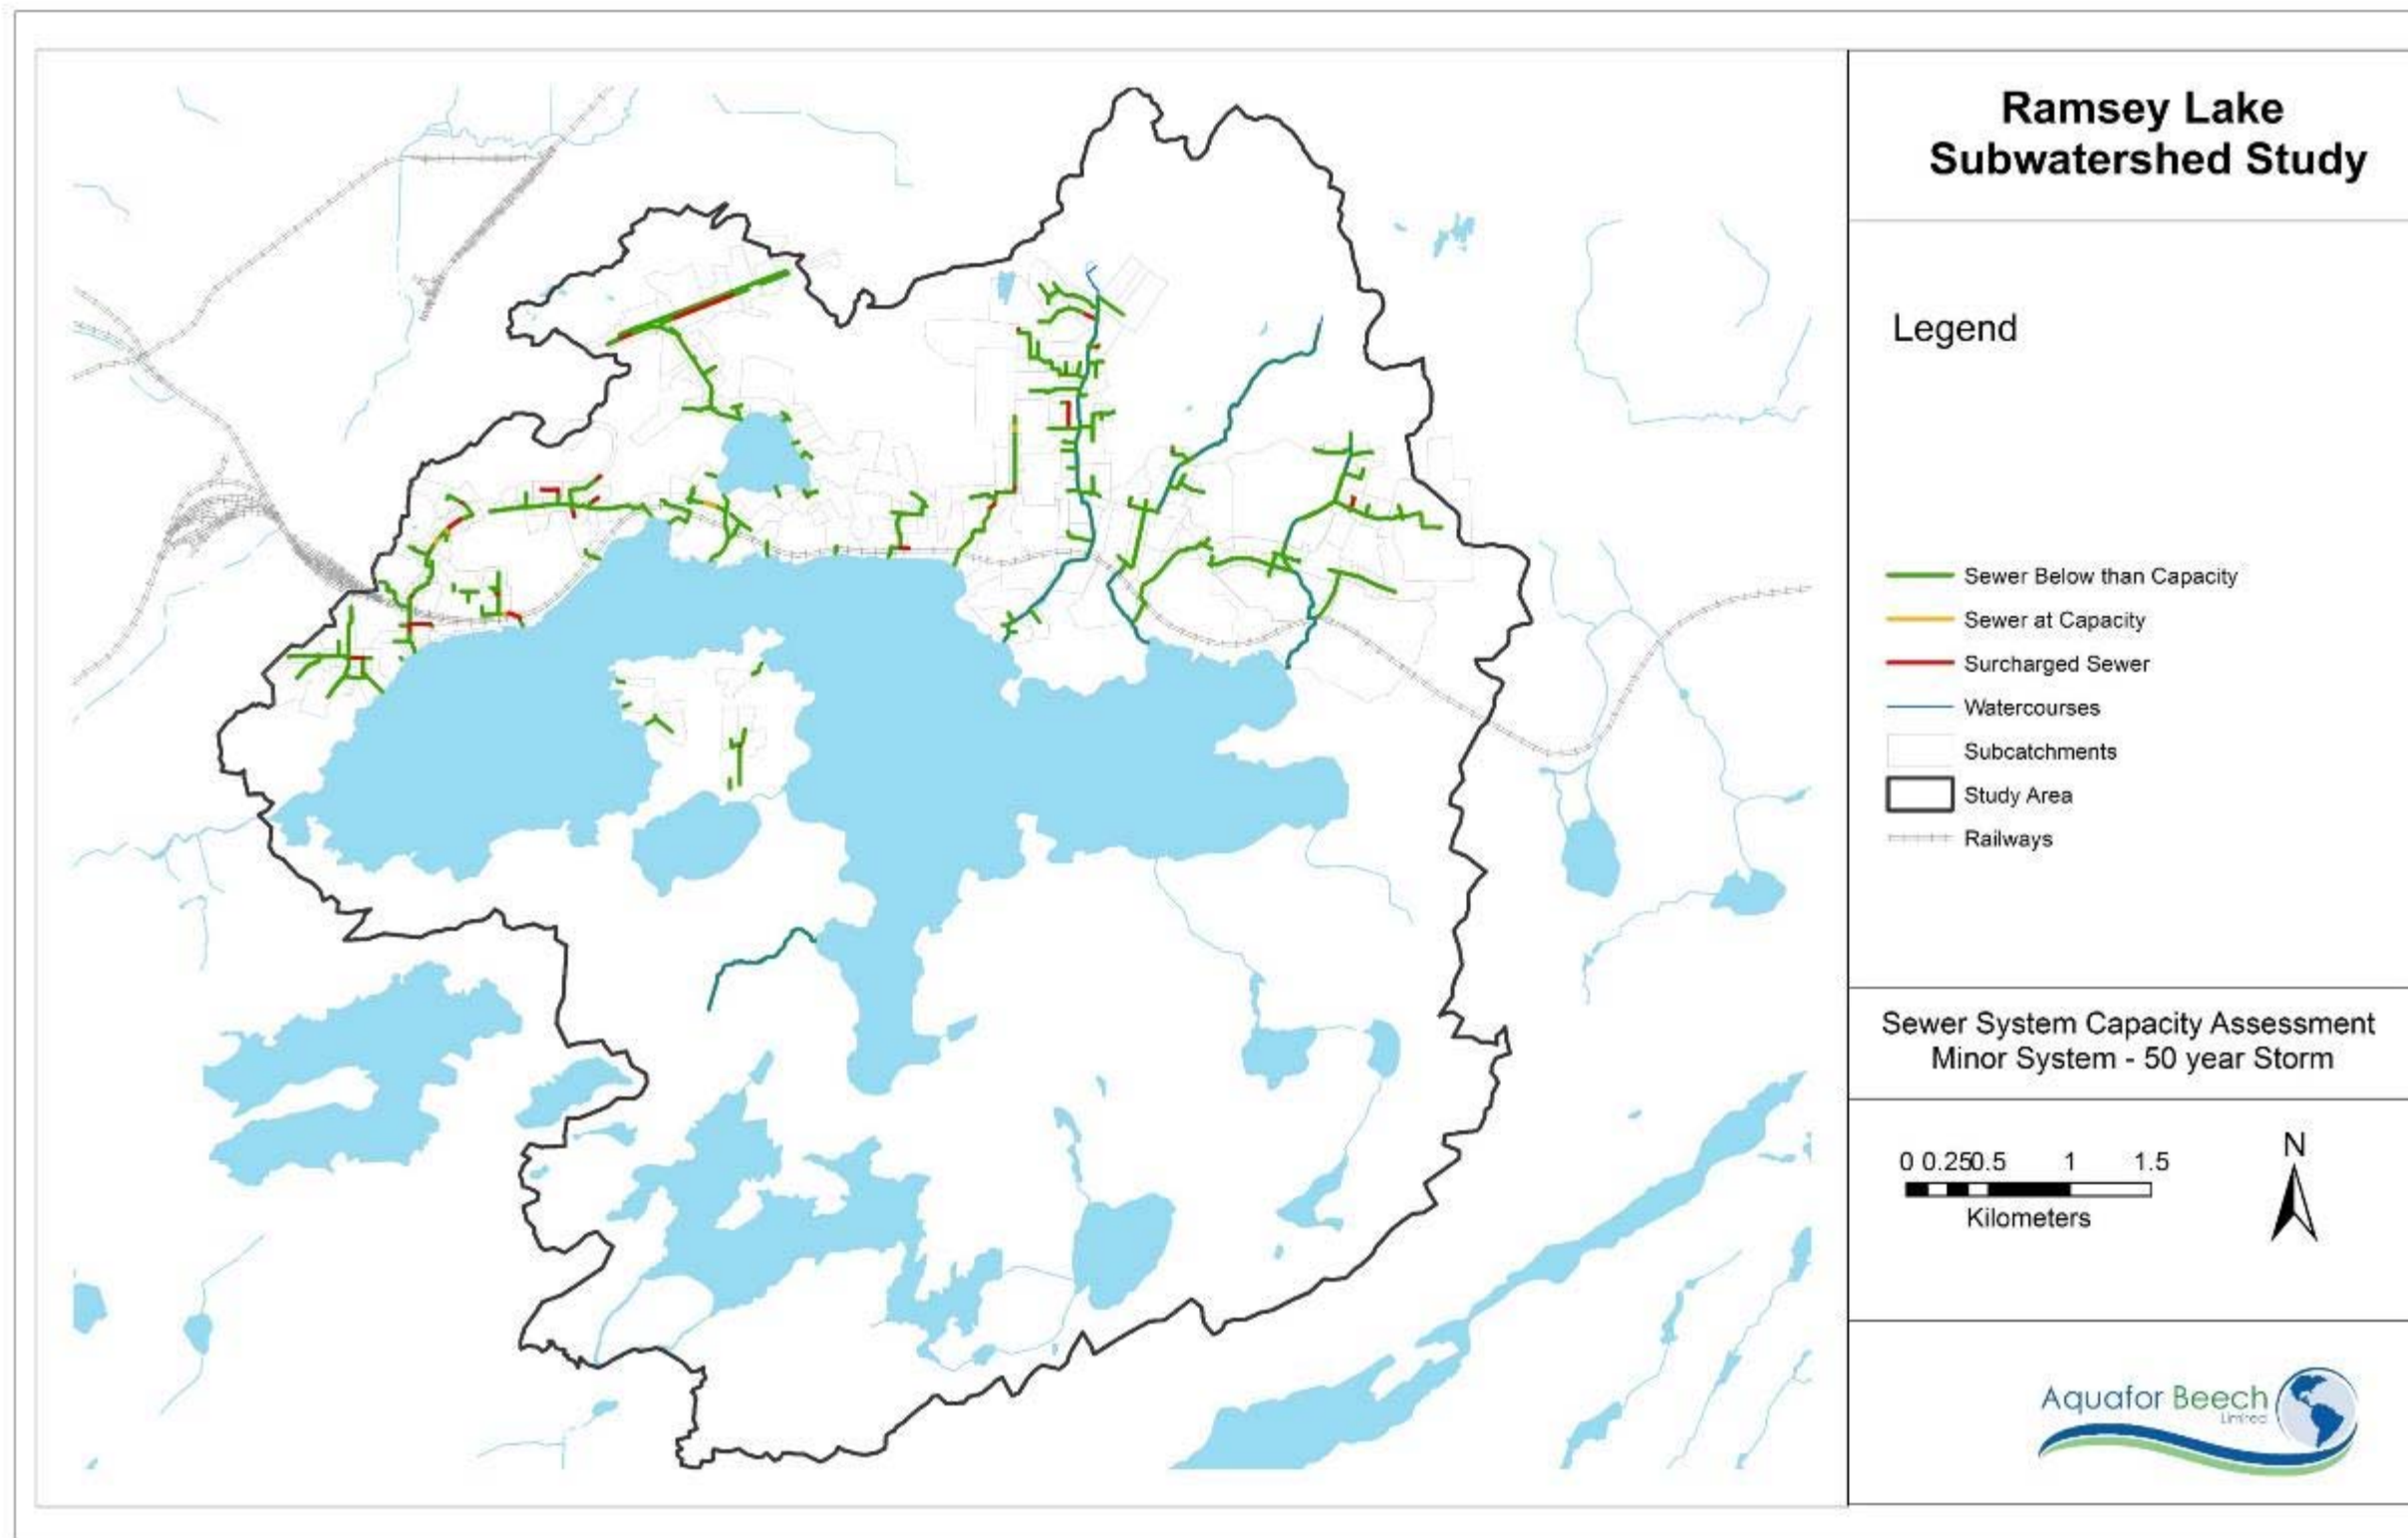 Ramsey Lake
Subwatershed Study
Legend
Sewer Below than Capacity
Sewer at Capacity
Surcharged Sewer
Watercourses
Subcatchments
Study Area
Railways
Sewer System Capacity Assessment
Minor System - 50 year Storm
0 0.250.5 1 1.5
Kilometers
N
Aquafor Beech
Limited